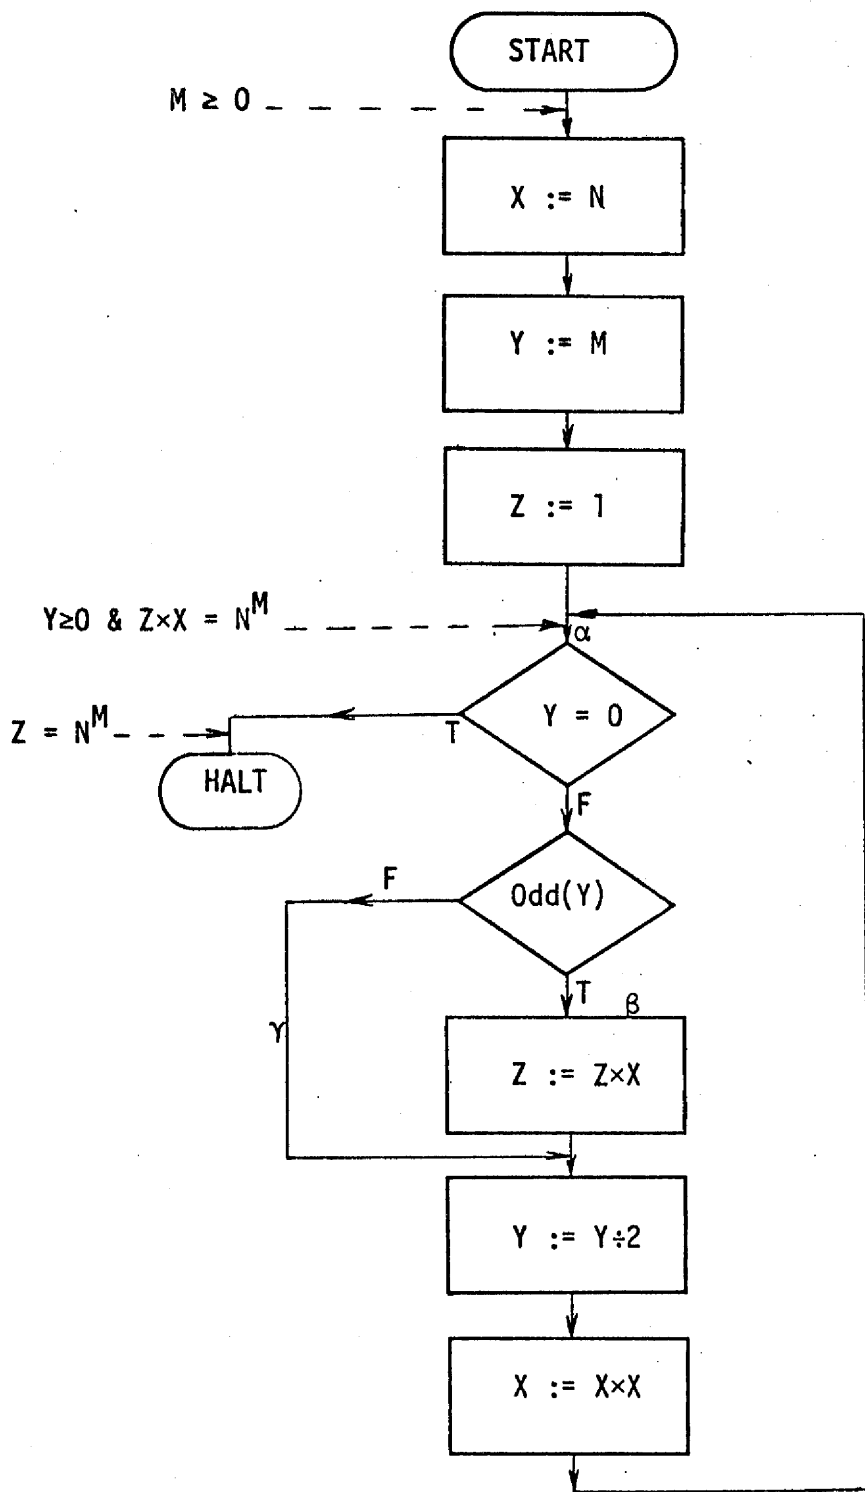 START
M ≥ 0
X := N
Y := M
Z := 1
Y≥0 & Z×X = N^M
α
Y = 0
Z = N^M
T
HALT
F
F
Odd(Y)
T
β
γ
Z := Z×X
Y := Y÷2
X := X×X